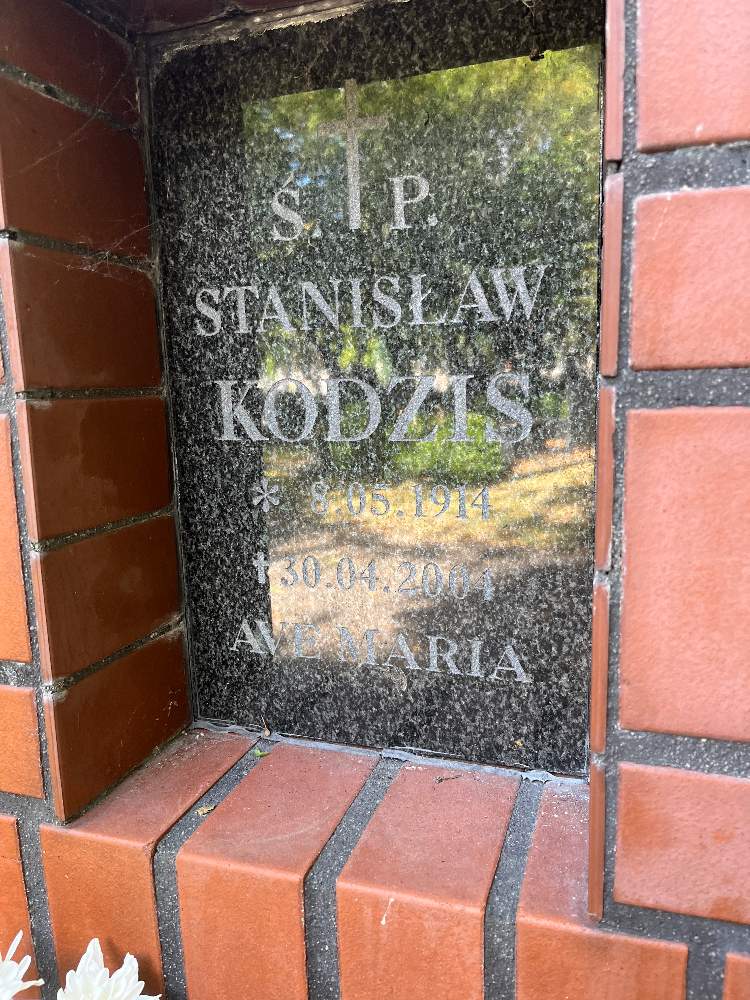 Ś. P.
STANISŁAW
KODZIS
* 8.05.1914
✝ 30.04.2004
AVE MARIA